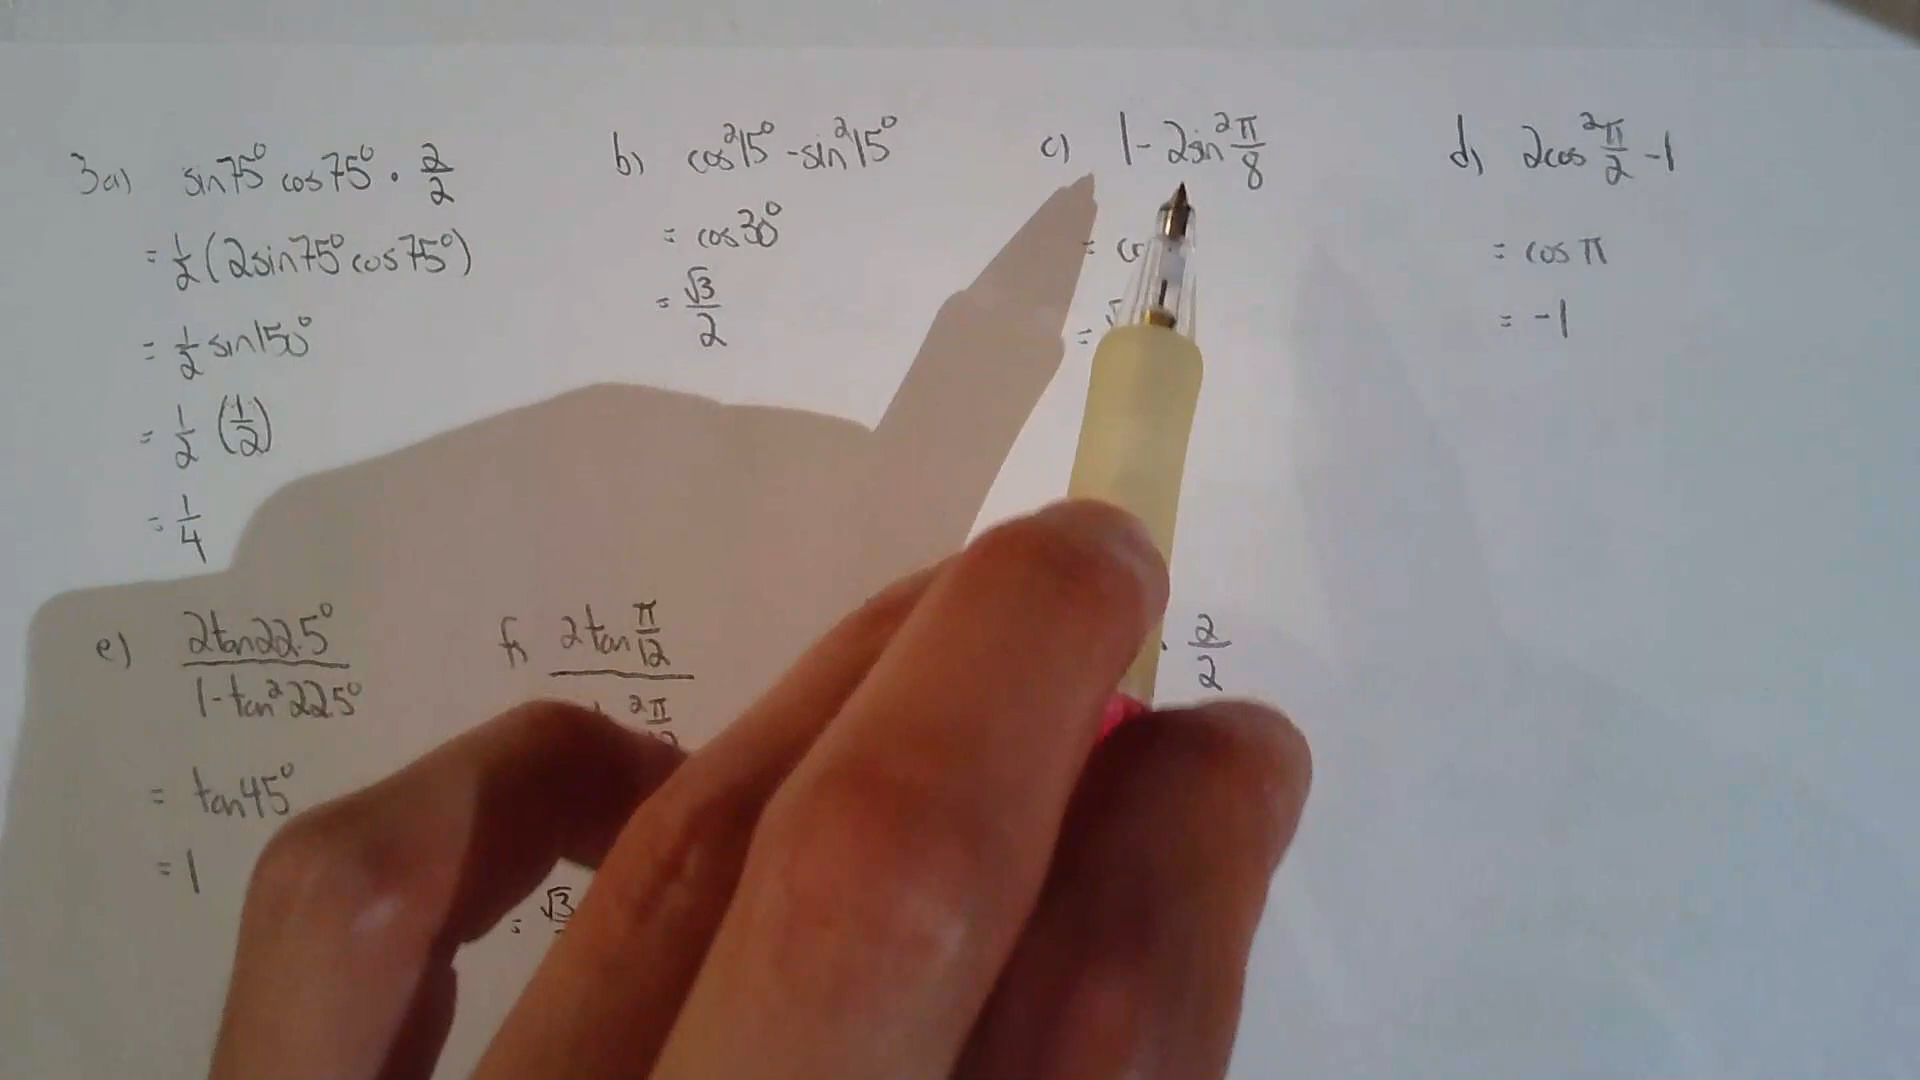 3a) sin75° cos75° · 2/2
= 1/2 (2sin75° cos75°)
= 1/2 sin150°
= 1/2 (1/2)
= 1/4
b) cos²15° - sin²15°
= cos30°
= √3/2
c) 1 - 2sin² π/8
=
=
d) 2cos² π/2 - 1
= cos π
= -1
e) 2tan22.5° / 1 - tan²22.5°
= tan45°
= 1
f) 2tan π/12
² π
= √3
· 2/2